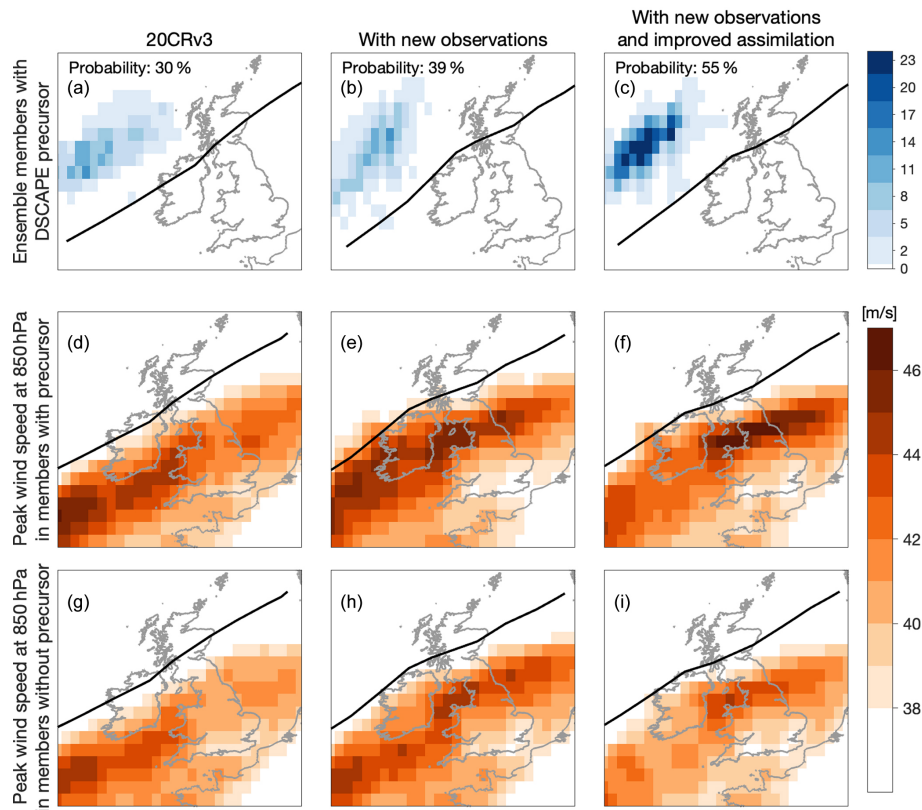 20CRv3
With new observations
With new observations
and improved assimilation
Ensemble members with
DSCAPE precursor
Probability: 30 %
(a)
Probability: 39 %
(b)
Probability: 55 %
(c)
23
20
17
14
11
8
5
2
0
Peak wind speed at 850 hPa
in members with precursor
(d)
(e)
(f)
[m/s]
46
44
40
38
Peak wind speed at 850 hPa
in members without precursor
(g)
(h)
(i)